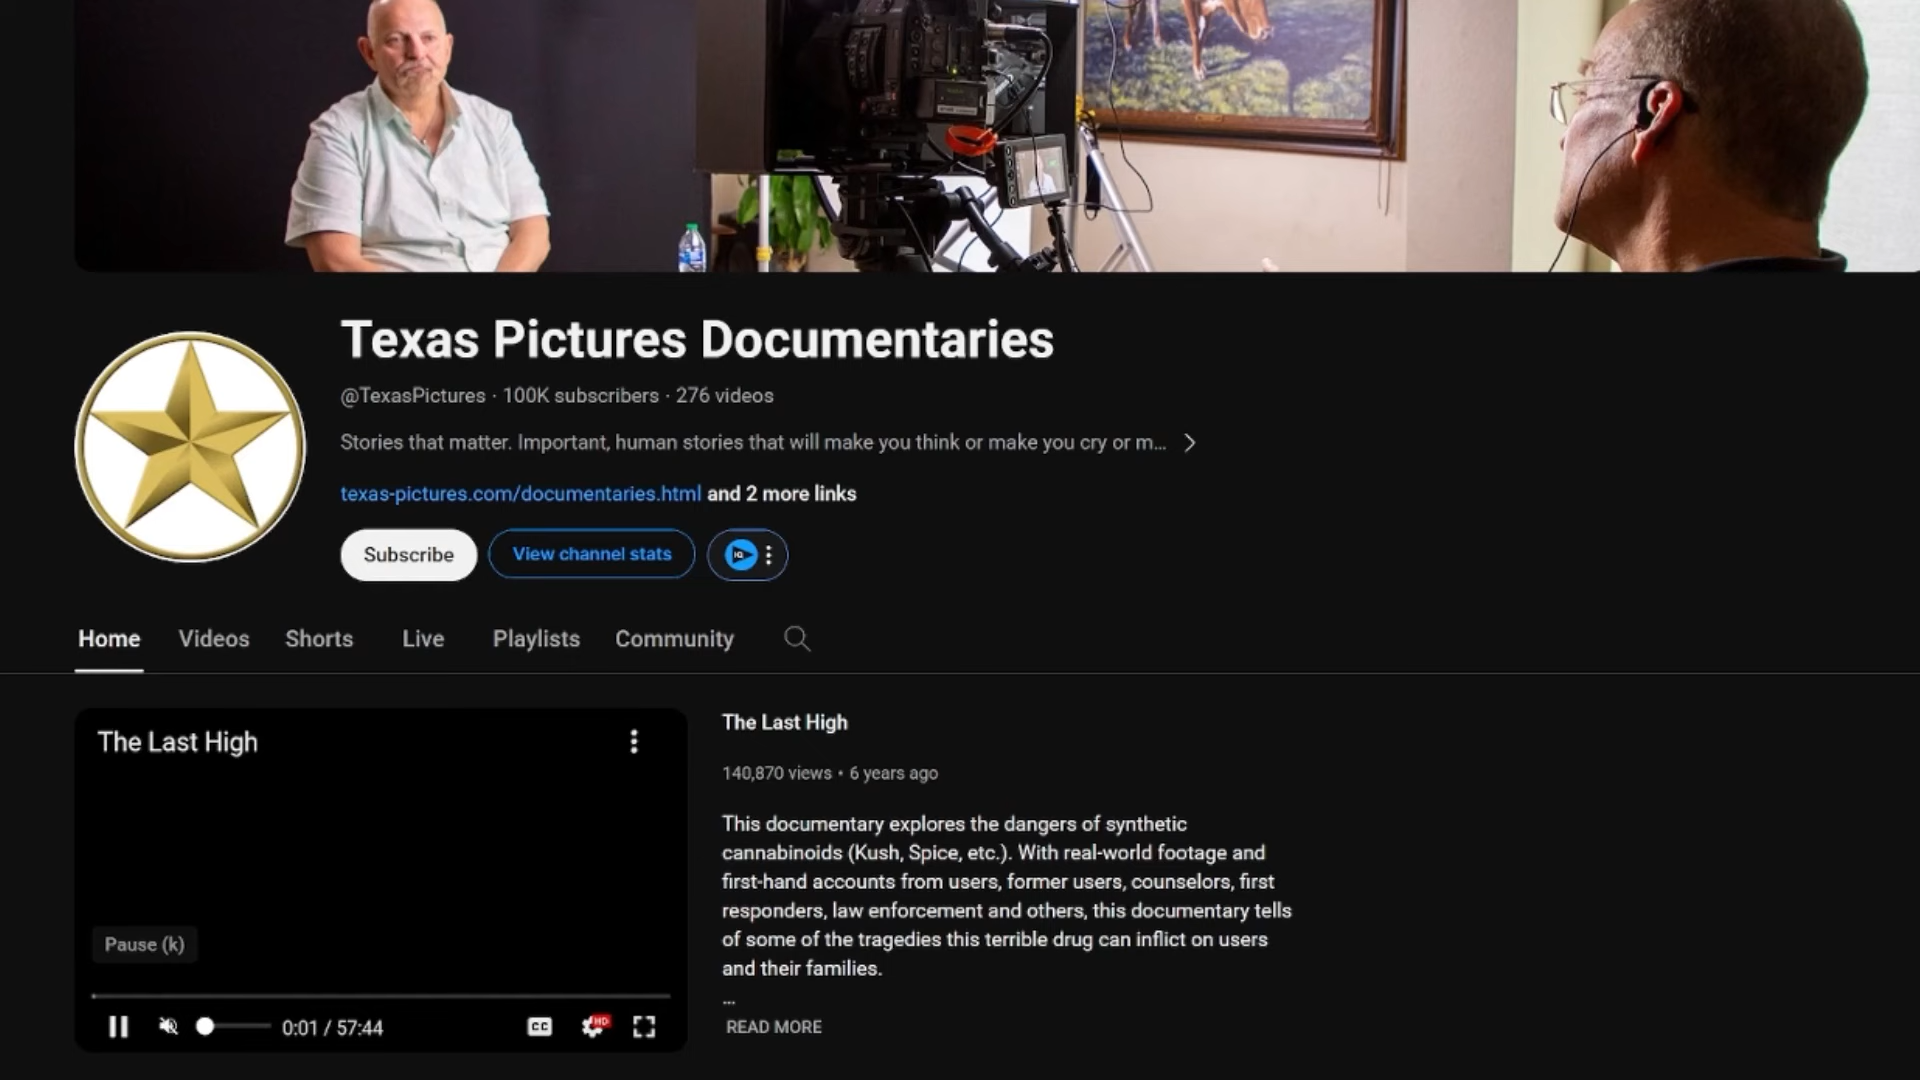 Texas Pictures Documentaries
@TexasPictures · 100K subscribers · 276 videos
Stories that matter. Important, human stories that will make you think or make you cry or m...
texas-pictures.com/documentaries.html and 2 more links
Subscribe
View channel stats
IQ
Home
Videos
Shorts
Live
Playlists
Community
The Last High
Pause (k)
0:01 / 57:44
CC
HD
The Last High
140,870 views • 6 years ago
This documentary explores the dangers of synthetic
cannabinoids (Kush, Spice, etc.). With real-world footage and
first-hand accounts from users, former users, counselors, first
responders, law enforcement and others, this documentary tells
of some of the tragedies this terrible drug can inflict on users
and their families.
...
READ MORE